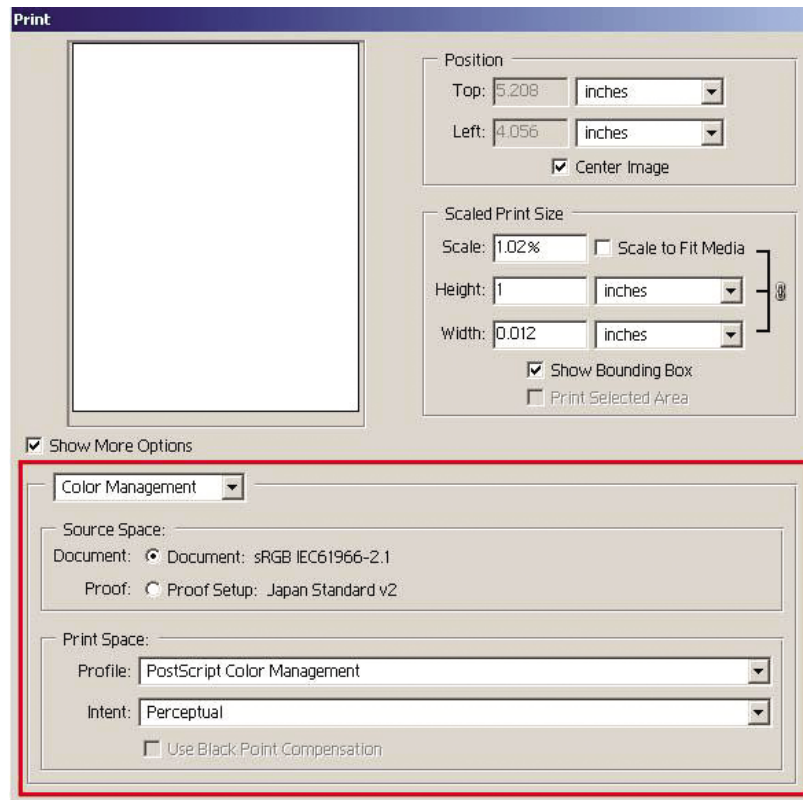 Print
Position
Top: 5.208 inches
Left: 4.056 inches
Center Image
Scaled Print Size
Scale: 1.02% Scale to Fit Media
Height: 1 inches
Width: 0.012 inches
Show Bounding Box
Print Selected Area
Show More Options
Color Management
Source Space:
Document: Document: sRGB IEC61966-2.1
Proof: Proof Setup: Japan Standard v2
Print Space:
Profile: PostScript Color Management
Intent: Perceptual
Use Black Point Compensation